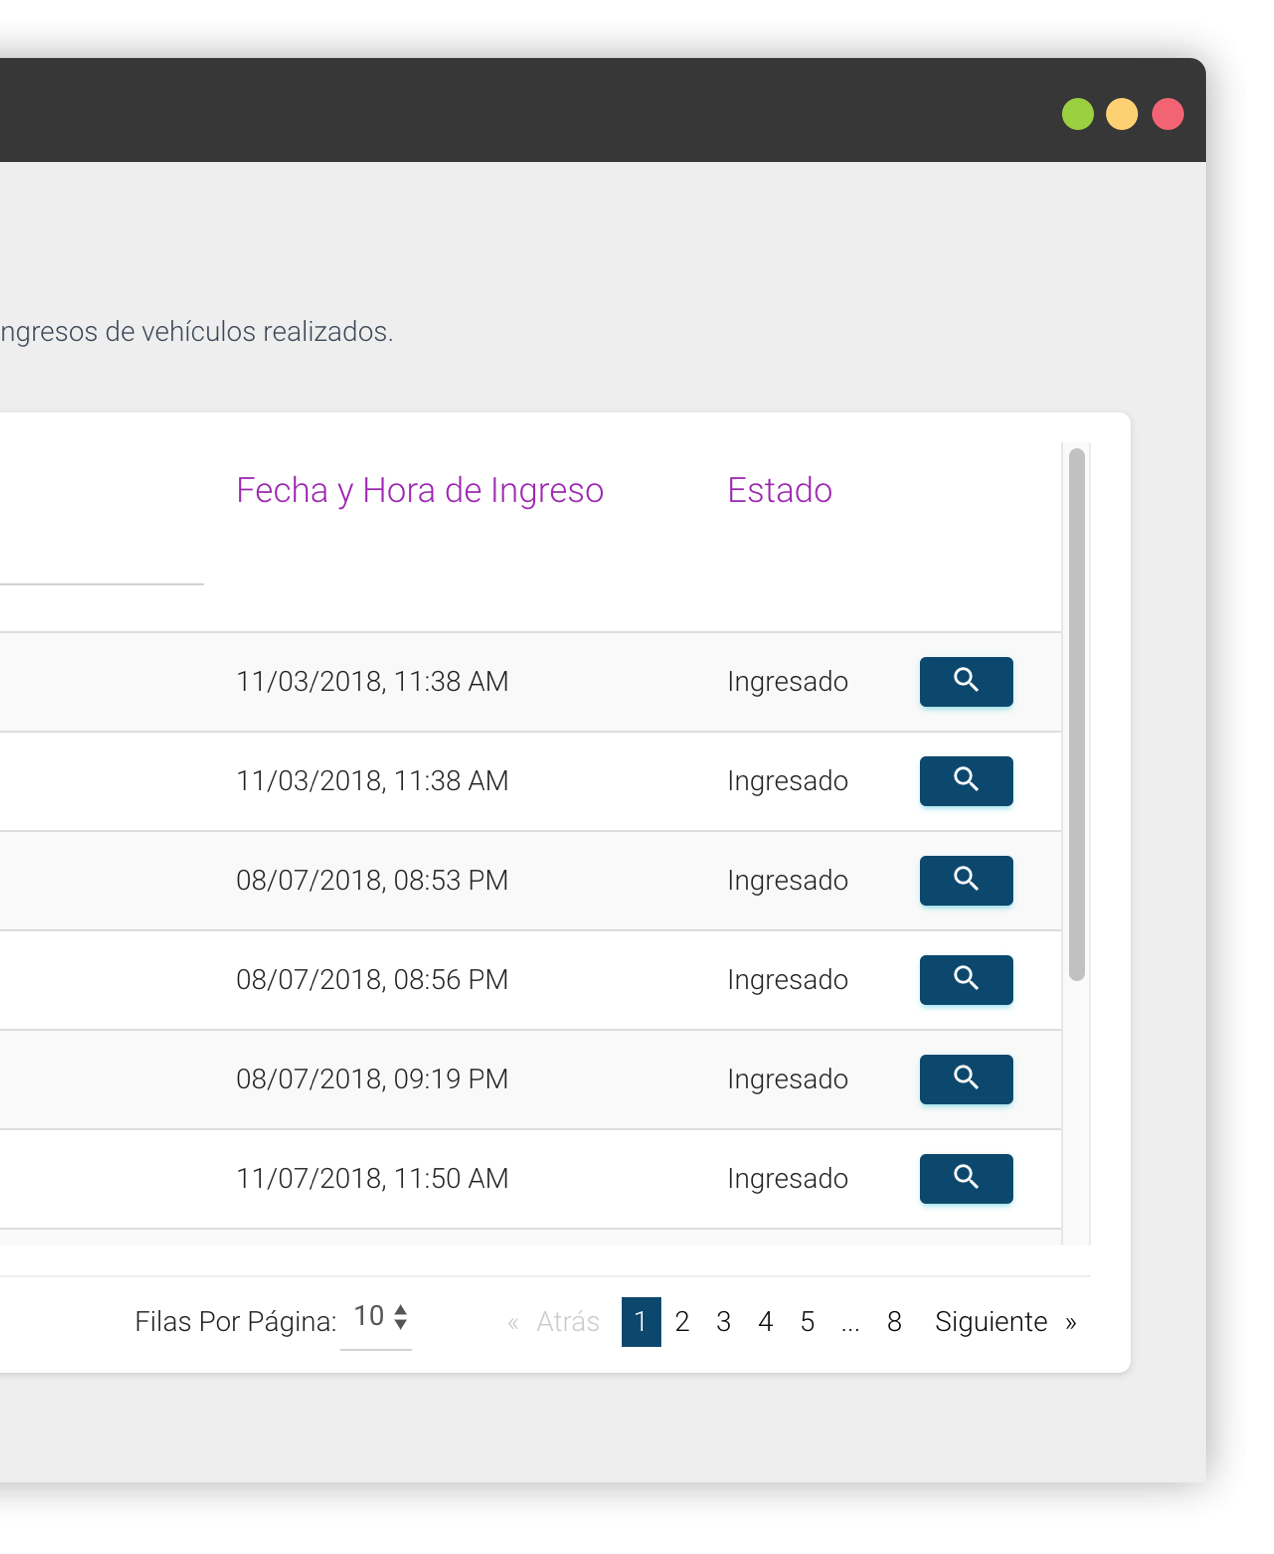 ngresos de vehículos realizados.
Fecha y Hora de Ingreso Estado
11/03/2018, 11:38 AM Ingresado
11/03/2018, 11:38 AM Ingresado
08/07/2018, 08:53 PM Ingresado
08/07/2018, 08:56 PM Ingresado
08/07/2018, 09:19 PM Ingresado
11/07/2018, 11:50 AM Ingresado
Filas Por Página: 10 « Atrás 1 2 3 4 5 ... 8 Siguiente »